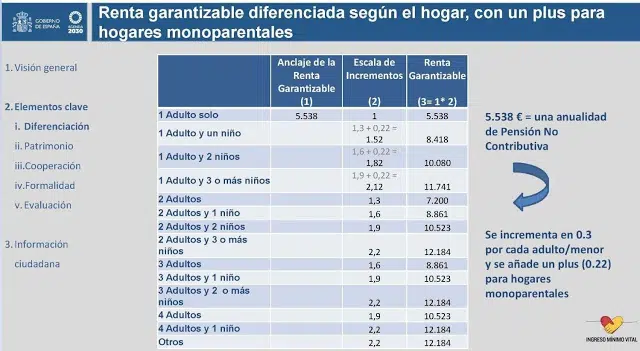 GOBIERNO
DE ESPAÑA
AGENDA
2030
Renta garantizable diferenciada según el hogar, con un plus para
hogares monoparentales
1. Visión general
2. Elementos clave
i. Diferenciación
ii. Patrimonio
iii.Cooperación
iv. Formalidad
v. Evaluación
3. Información
ciudadana
Anclaje de la Renta Garantizable (1) Escala de Incrementos (2) Renta Garantizable (3= 1* 2)
1 Adulto solo 5.538 1 5.538
1 Adulto y un niño 1,3 + 0,22 = 1.52 8.418
1 Adulto y 2 niños 1,6 + 0,22 = 1,82 10.080
1 Adulto y 3 o más niños 1,9 + 0,22 = 2,12 11.741
2 Adultos 1,3 7.200
2 Adultos y 1 niño 1,6 8.861
2 Adultos y 2 niños 1,9 10.523
2 Adultos y 3 o más niños 2,2 12.184
3 Adultos 1,6 8.861
3 Adultos y 1 niño 1,9 10.523
3 Adultos y 2 o más niños 2,2 12.184
4 Adultos 1,9 10.523
4 Adultos y 1 niño 2,2 12.184
Otros 2,2 12.184
5.538 € = una anualidad
de Pensión No
Contributiva
Se incrementa en 0.3
por cada adulto/menor
y se añade un plus (0.22)
para hogares
monoparentales
INGRESO MÍNIMO VITAL